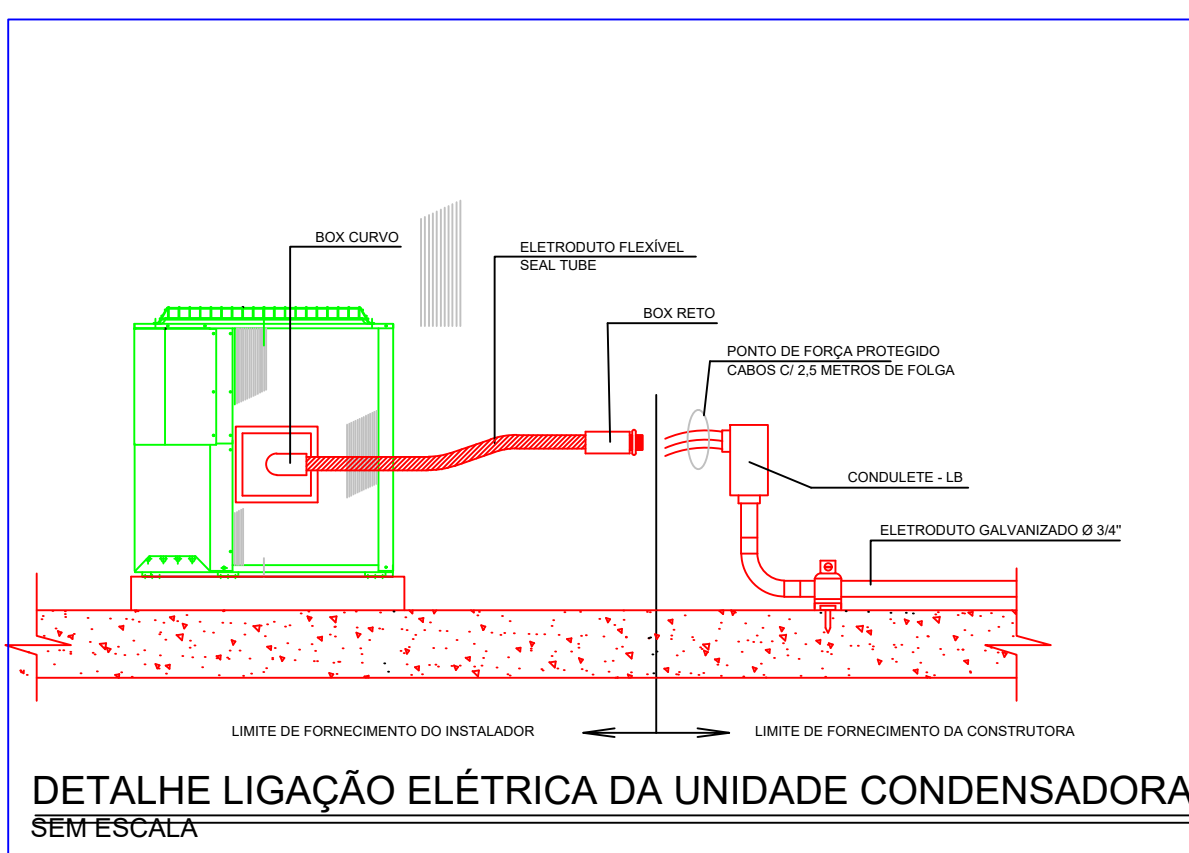 BOX CURVO
ELETRODUTO FLEXÍVEL
SEAL TUBE
BOX RETO
PONTO DE FORÇA PROTEGIDO
CABOS C/ 2,5 METROS DE FOLGA
CONDULETE - LB
ELETRODUTO GALVANIZADO Ø 3/4"
LIMITE DE FORNECIMENTO DO INSTALADOR
LIMITE DE FORNECIMENTO DA CONSTRUTORA
DETALHE LIGAÇÃO ELÉTRICA DA UNIDADE CONDENSADORA
SEM ESCALA